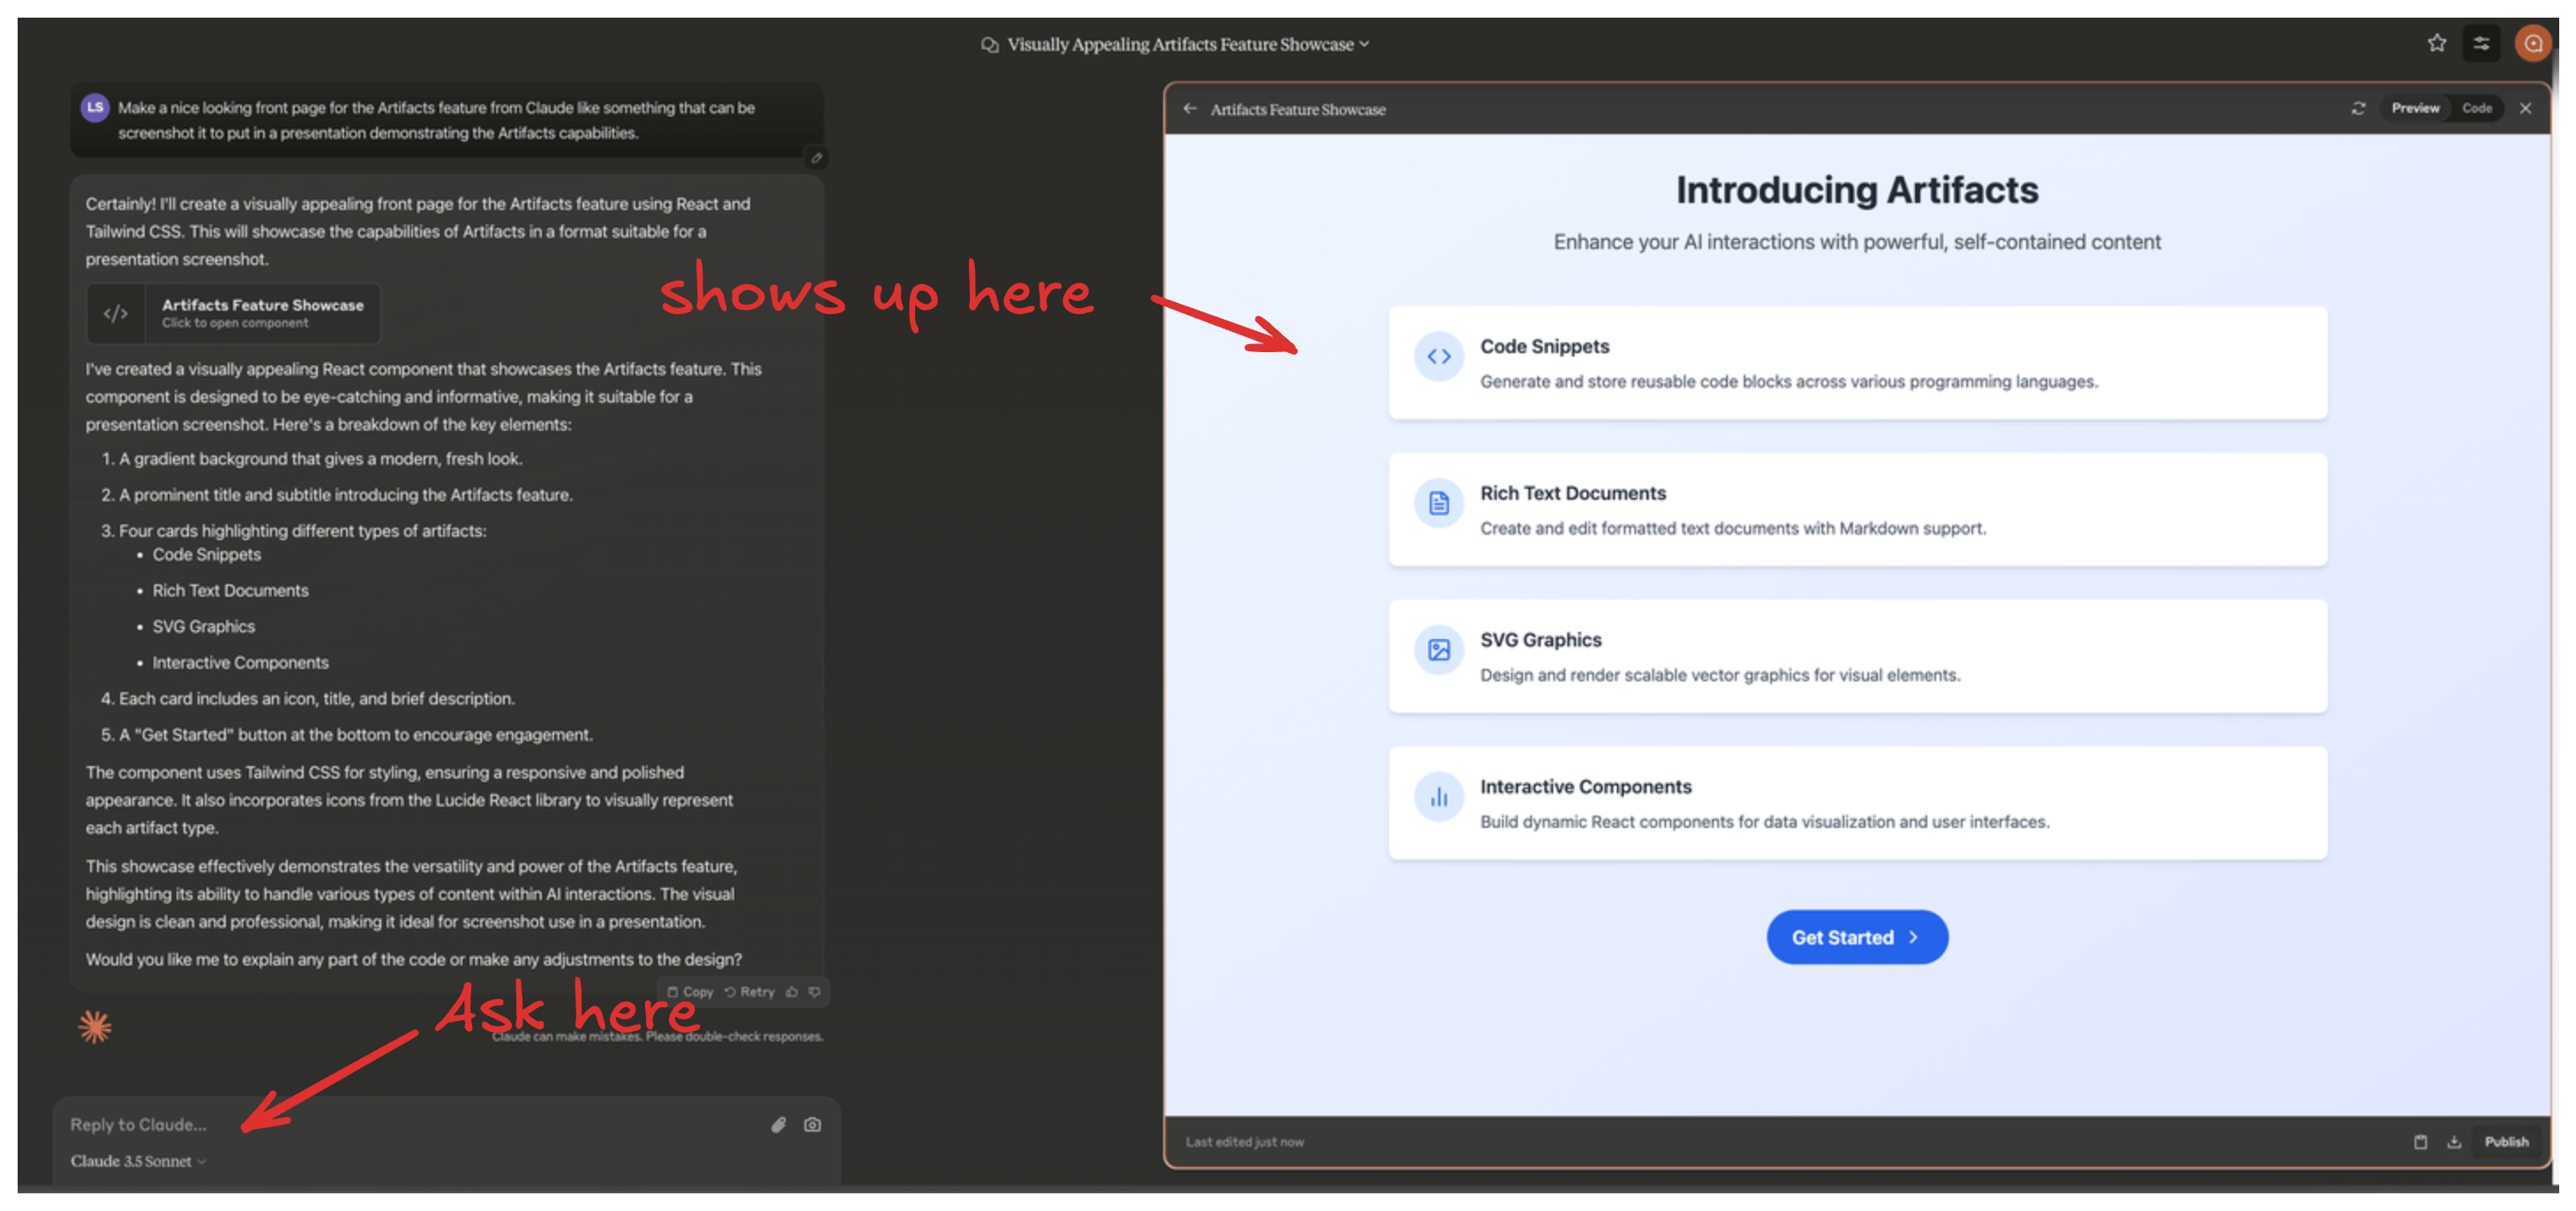 Visually Appealing Artifacts Feature Showcase
LS
Make a nice looking front page for the Artifacts feature from Claude like something that can be
screenshot it to put in a presentation demonstrating the Artifacts capabilities.
Certainly! I'll create a visually appealing front page for the Artifacts feature using React and
Tailwind CSS. This will showcase the capabilities of Artifacts in a format suitable for a
presentation screenshot.
</>
Artifacts Feature Showcase
Click to open component
I've created a visually appealing React component that showcases the Artifacts feature. This
component is designed to be eye-catching and informative, making it suitable for a
presentation screenshot. Here's a breakdown of the key elements:
1. A gradient background that gives a modern, fresh look.
2. A prominent title and subtitle introducing the Artifacts feature.
3. Four cards highlighting different types of artifacts:
• Code Snippets
• Rich Text Documents
• SVG Graphics
• Interactive Components
4. Each card includes an icon, title, and brief description.
5. A "Get Started" button at the bottom to encourage engagement.
The component uses Tailwind CSS for styling, ensuring a responsive and polished
appearance. It also incorporates icons from the Lucide React library to visually represent
each artifact type.
This showcase effectively demonstrates the versatility and power of the Artifacts feature,
highlighting its ability to handle various types of content within AI interactions. The visual
design is clean and professional, making it ideal for screenshot use in a presentation.
Would you like me to explain any part of the code or make any adjustments to the design?
Copy Retry
Ask here
Claude can make mistakes. Please double-check responses.
Reply to Claude...
Claude 3.5 Sonnet
shows up here
Artifacts Feature Showcase
Preview Code
Introducing Artifacts
Enhance your AI interactions with powerful, self-contained content
Code Snippets
Generate and store reusable code blocks across various programming languages.
Rich Text Documents
Create and edit formatted text documents with Markdown support.
SVG Graphics
Design and render scalable vector graphics for visual elements.
Interactive Components
Build dynamic React components for data visualization and user interfaces.
Get Started
Last edited just now
Publish